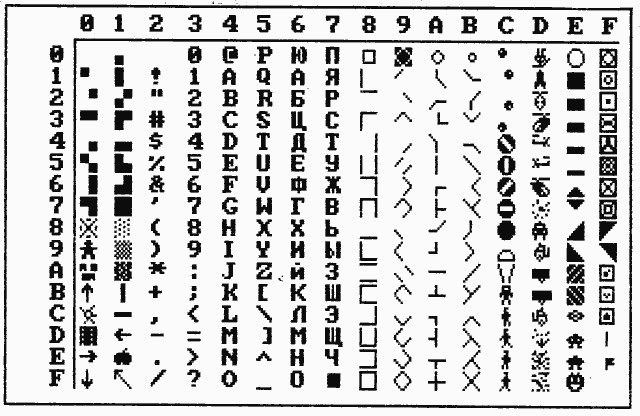 0 1 2 3 4 5 6 7 8 9 A B C D E F
0 0 @ P Ю П
1 ! 1 A Q А Я
2 " 2 B R Б Р
3 # 3 C S Ц С
4 $ 4 D T Д Т
5 % 5 E U Е У
6 & 6 F V Ф Ж
7 ' 7 G W Г В
8 ( 8 H X Х Ь
9 ) 9 I Y И Ы
A * : J Z Й З
B ↑ + ; K [ К Ш
C , < L \ Л Э
D ← - = M ] М Щ
E → . > N ^ Н Ч
F ↓ ↖ / ? O _ О ■